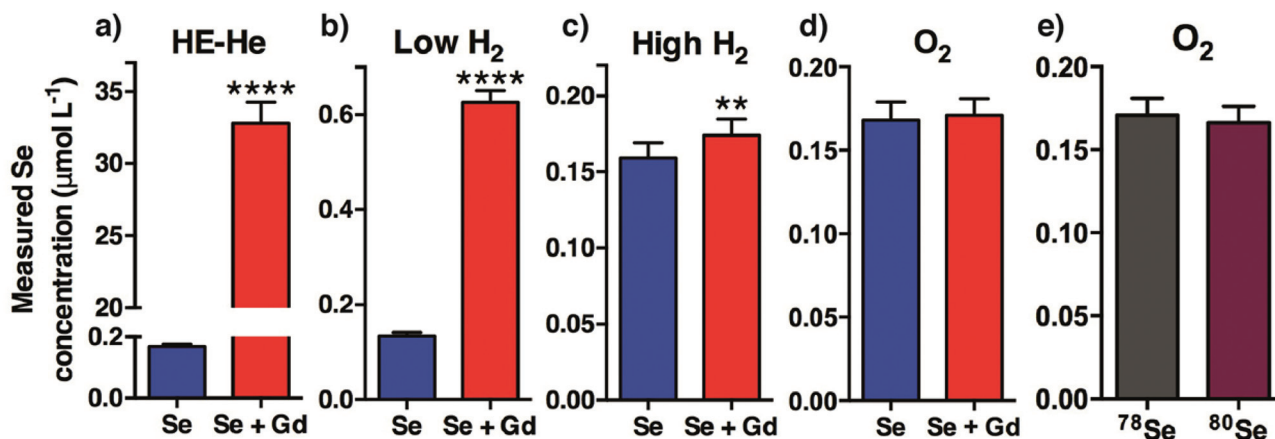 a) HE-He
Measured Se
concentration (μmol L⁻¹)
35
33
31
25
20
0.2
0.0
Se Se + Gd
****
b) Low H₂
0.6
0.4
0.2
0.0
Se Se + Gd
****
c) High H₂
0.20
0.15
0.10
0.05
0.00
Se Se + Gd
**
d) O₂
0.20
0.15
0.10
0.05
0.00
Se Se + Gd
e) O₂
0.20
0.15
0.10
0.05
0.00
⁷⁸Se ⁸⁰Se